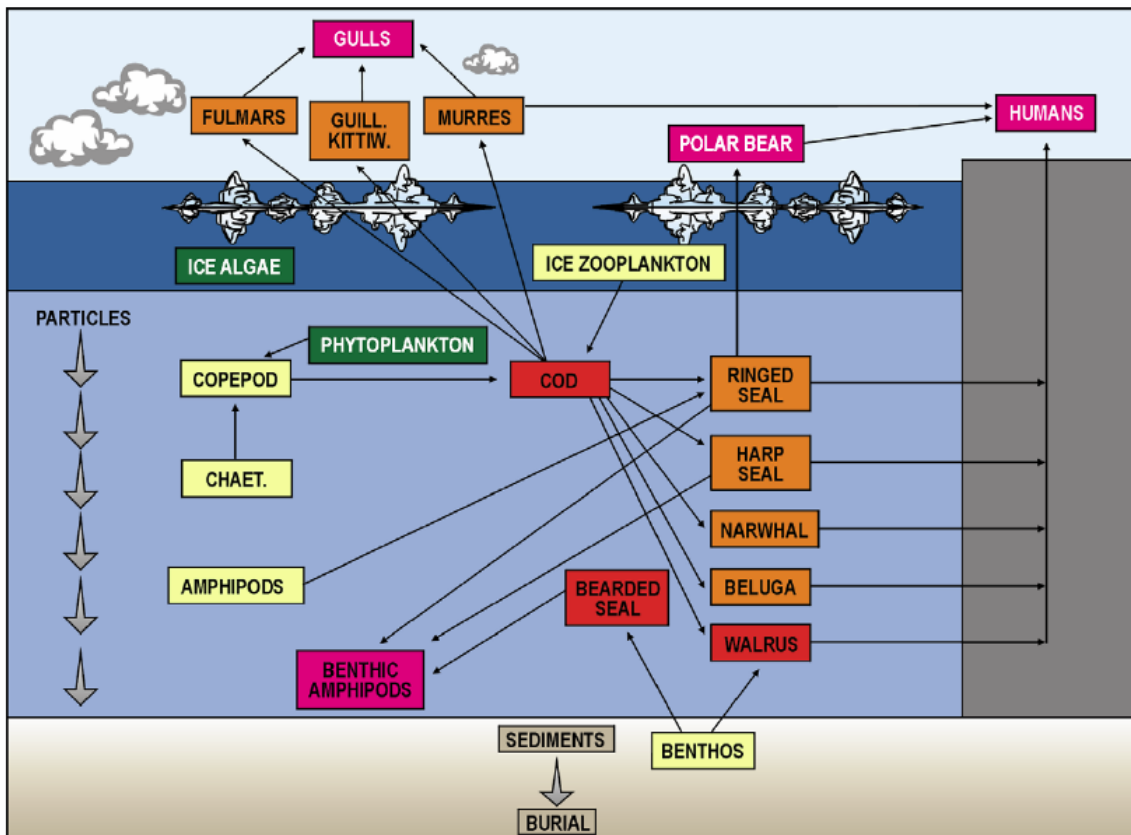 GULLS
FULMARS
GUILL.
KITTIW.
MURRES
HUMANS
POLAR BEAR
ICE ALGAE
ICE ZOOPLANKTON
PARTICLES
PHYTOPLANKTON
COPEPOD
COD
RINGED
SEAL
CHAET.
HARP
SEAL
NARWHAL
AMPHIPODS
BEARDED
SEAL
BELUGA
WALRUS
BENTHIC
AMPHIPODS
SEDIMENTS
BENTHOS
BURIAL